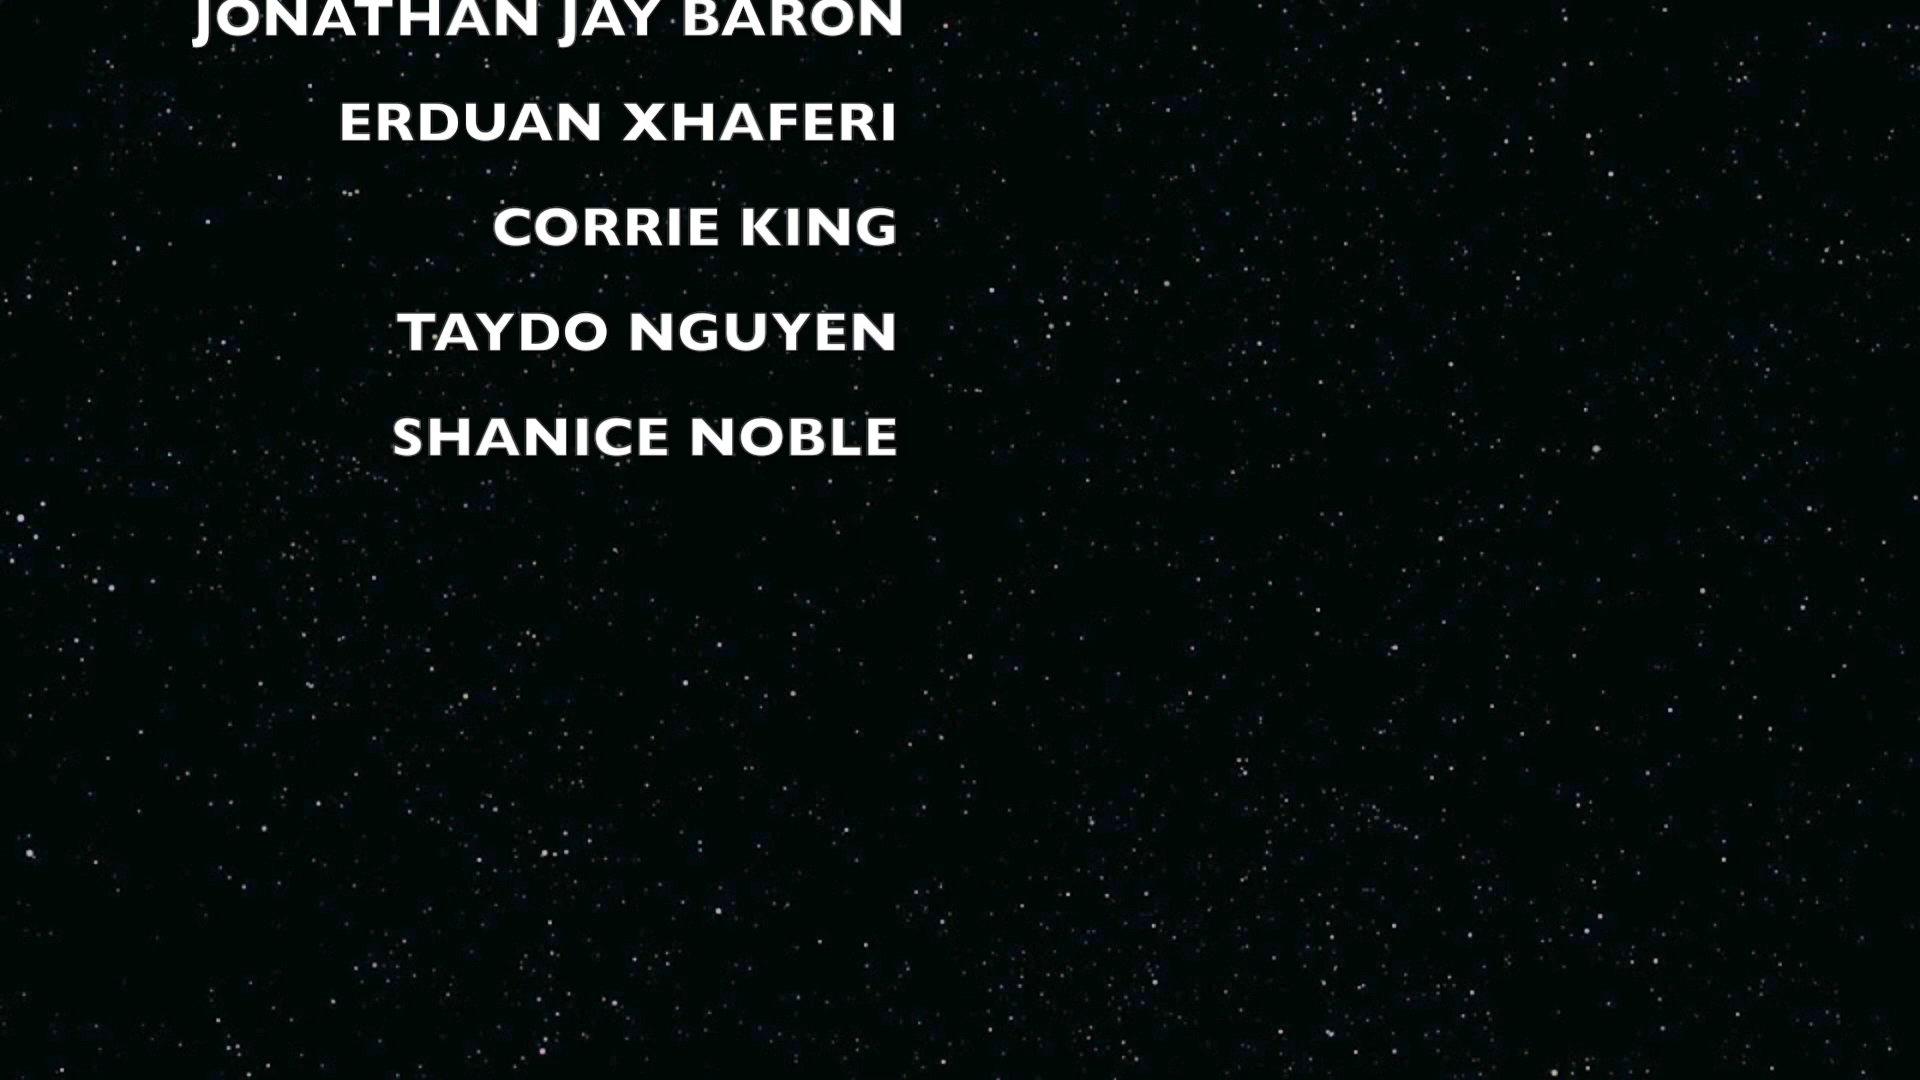 JONATHAN JAY BARON
ERDUAN XHAFERI
CORRIE KING
TAYDO NGUYEN
SHANICE NOBLE